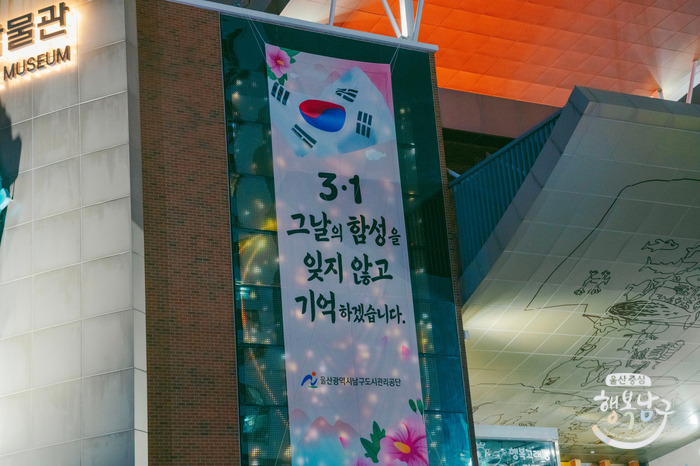 물관
MUSEUM
3·1
그날의 함성을
잊지 않고
기억하겠습니다.
울산광역시남구도시관리공단
울산중심
행복남구